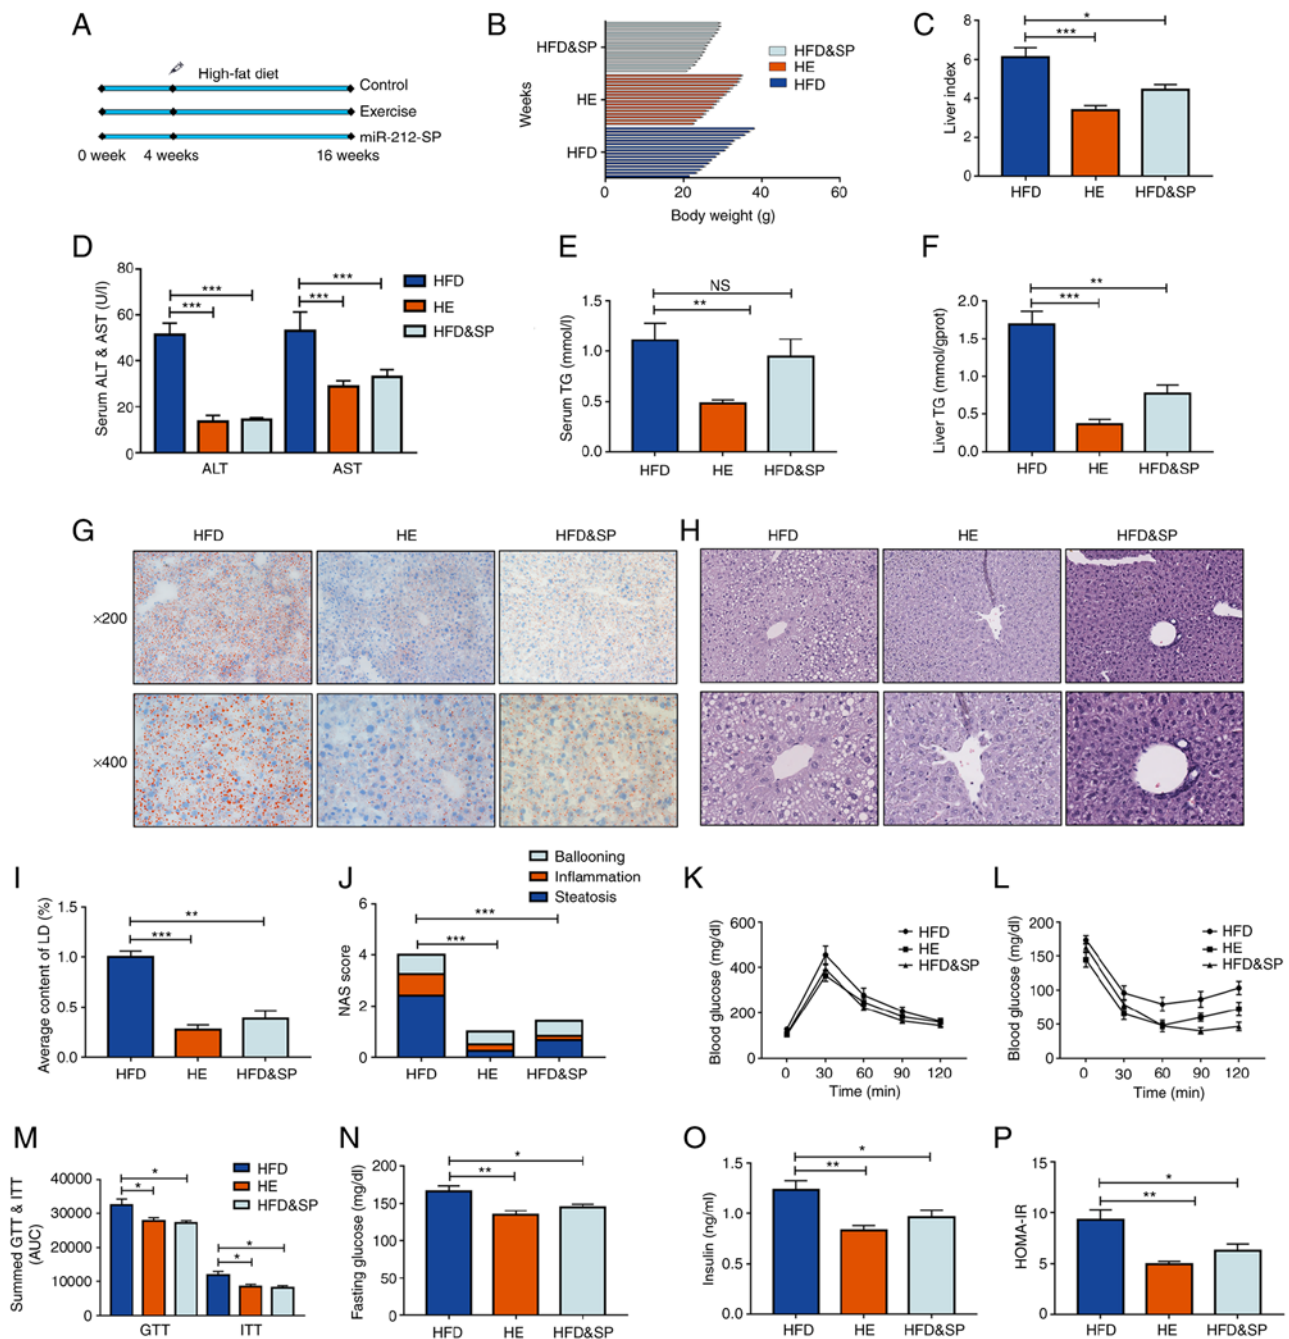 A
High-fat diet
Control
Exercise
miR-212-SP
0 week 4 weeks 16 weeks
B
Weeks
HFD&SP
HE
HFD
HFD&SP
HE
HFD
0 20 40 60
Body weight (g)
C
Liver index
8
6
4
2
0
*
***
HFD HE HFD&SP
D
Serum ALT & AST (U/l)
80
60
40
20
0
***
***
***
***
HFD
HE
HFD&SP
ALT AST
E
Serum TG (mmol/l)
1.5
1.0
0.5
0.0
NS
**
HFD HE HFD&SP
F
Liver TG (mmol/gprot)
2.0
1.5
1.0
0.5
0.0
**
***
HFD HE HFD&SP
G
HFD HE HFD&SP
×200
×400
H
HFD HE HFD&SP
I
Average content of LD (%)
1.5
1.0
0.5
0.0
**
***
HFD HE HFD&SP
J
Ballooning
Inflammation
Steatosis
NAS score
6
4
2
0
***
***
HFD HE HFD&SP
K
Blood glucose (mg/dl)
600
400
200
0
HFD
HE
HFD&SP
0 30 60 90 120
Time (min)
L
Blood glucose (mg/dl)
200
150
100
50
0
HFD
HE
HFD&SP
0 30 60 90 120
Time (min)
M
Summed GTT & ITT
(AUC)
40000
30000
20000
10000
0
*
*
*
*
HFD
HE
HFD&SP
GTT ITT
N
Fasting glucose (mg/dl)
200
150
100
50
0
*
**
HFD HE HFD&SP
O
Insulin (ng/ml)
1.5
1.0
0.5
0.0
*
**
HFD HE HFD&SP
P
HOMA-IR
15
10
5
0
*
**
HFD HE HFD&SP